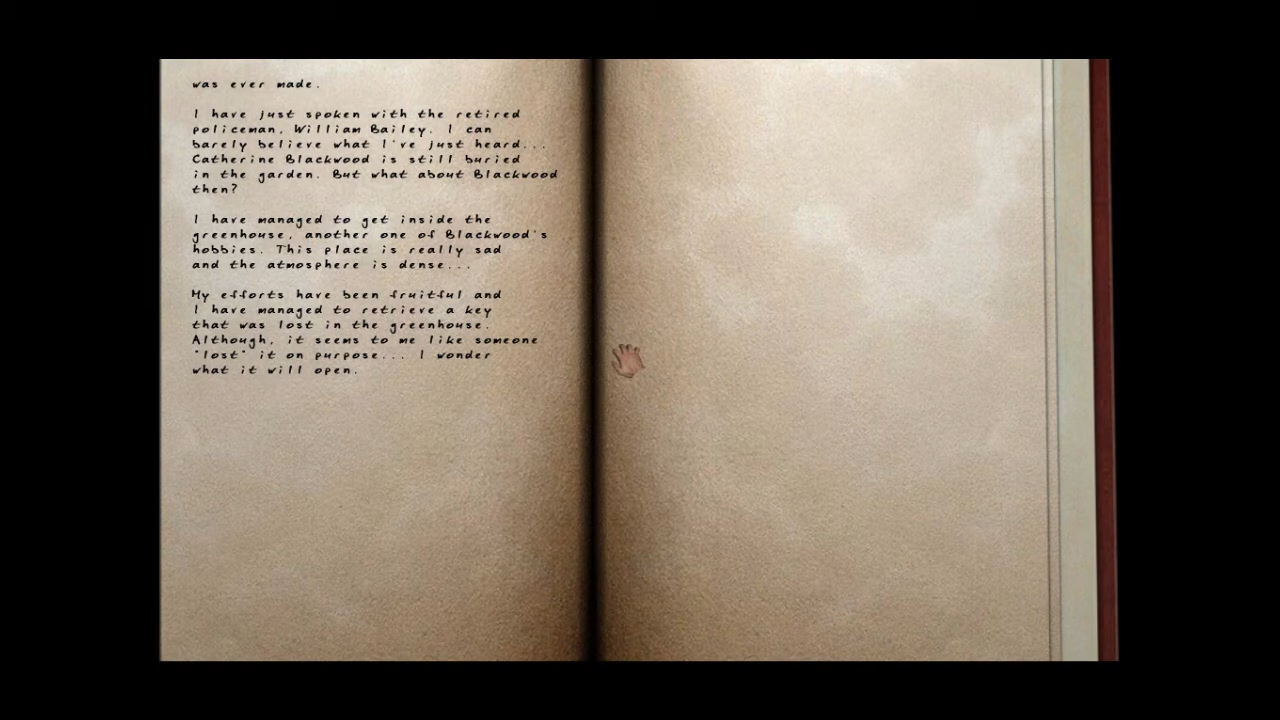 was ever made.
I have just spoken with the retired
policeman, William Bailey. I can
barely believe what I've just heard...
Catherine Blackwood is still buried
in the garden. But what about Blackwood
then?
I have managed to get inside the
greenhouse, another one of Blackwood's
hobbies. This place is really sad
and the atmosphere is dense...
My efforts have been fruitful and
I have managed to retrieve a key
that was lost in the greenhouse.
Although, it seems to me like someone
"lost" it on purpose... I wonder
what it will open.